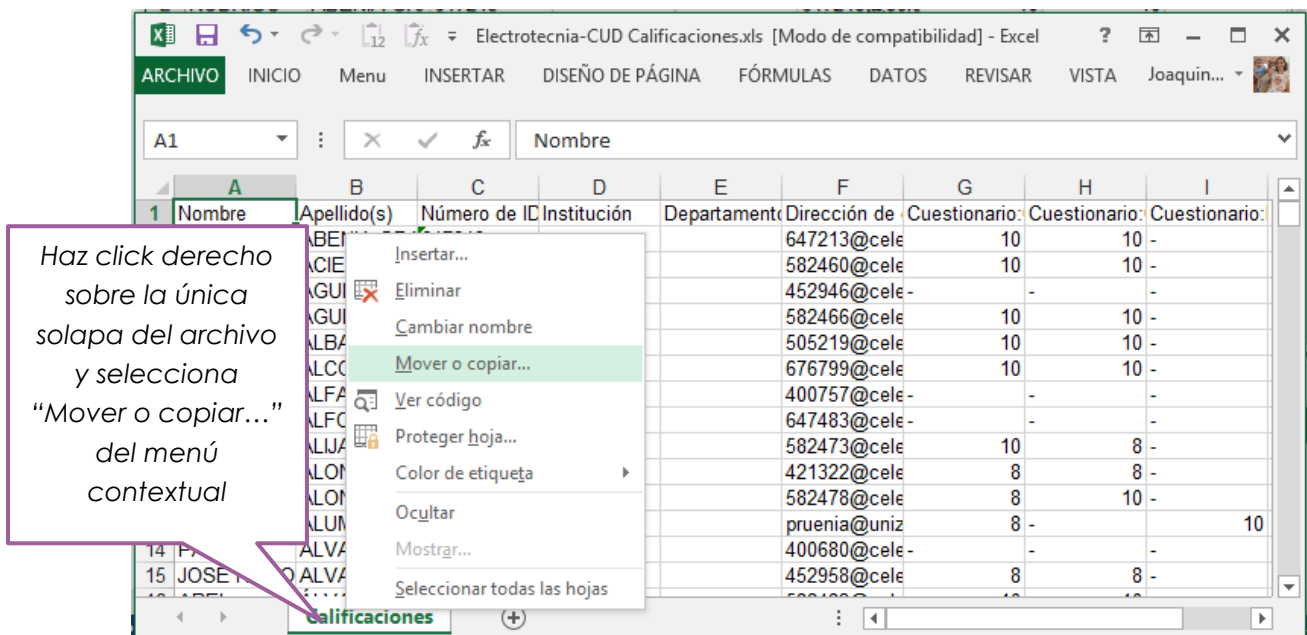 Electrotecnia-CUD Calificaciones.xls [Modo de compatibilidad] - Excel
ARCHIVO INICIO Menu INSERTAR DISEÑO DE PÁGINA FÓRMULAS DATOS REVISAR VISTA Joaquin...
A1 fx Nombre
A B C D E F G H I
1 Nombre Apellido(s) Número de ID Institución Departamento Dirección de Cuestionario: Cuestionario: Cuestionario:
647213@cele 10 10 -
582460@cele 10 10 -
452946@cele - - -
582466@cele 10 10 -
505219@cele 10 10 -
676799@cele 10 10 -
400757@cele - - -
647483@cele - - -
582473@cele 10 8 -
421322@cele 8 8 -
582478@cele 8 10 -
pruenia@uniz 8 - 10
14 ALVA 400680@cele - - -
15 JOSE ALVA 452958@cele 8 8 -
Haz click derecho
sobre la única
solapa del archivo
y selecciona
“Mover o copiar…”
del menú
contextual
Insertar...
Eliminar
Cambiar nombre
Mover o copiar...
Ver código
Proteger hoja...
Color de etiqueta
Ocultar
Mostrar...
Seleccionar todas las hojas
Calificaciones